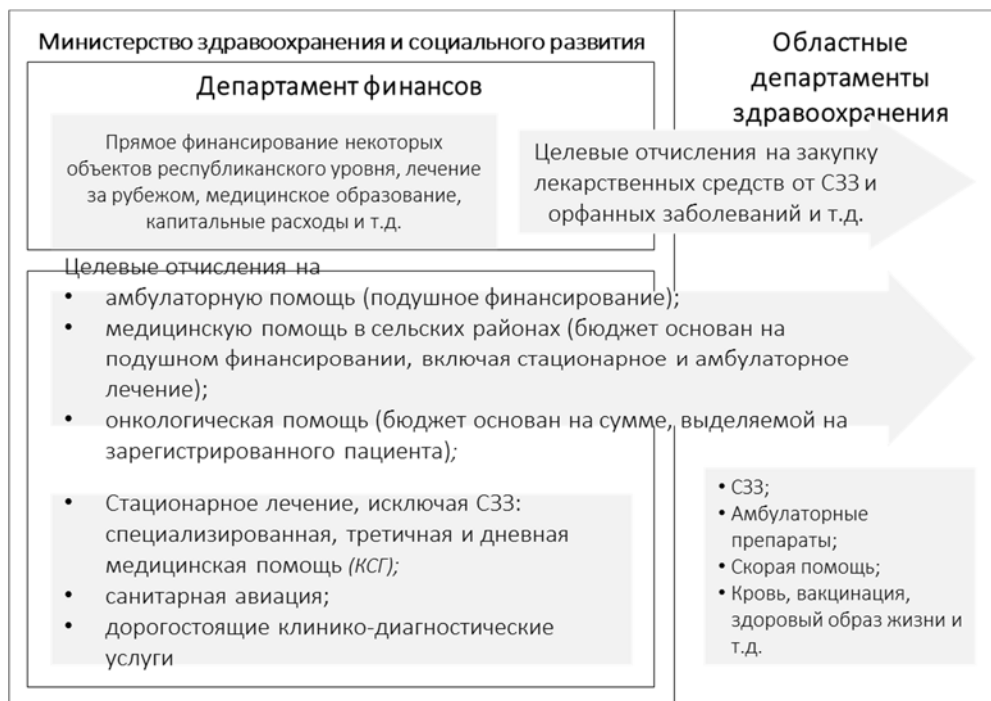 Министерство здравоохранения и социального развития
Департамент финансов
Прямое финансирование некоторых
объектов республиканского уровня, лечение
за рубежом, медицинское образование,
капитальные расходы и т.д.
Областные
департаменты
здравоохранения
Целевые отчисления на закупку
лекарственных средств от СЗЗ и
орфанных заболеваний и т.д.
Целевые отчисления на
• амбулаторную помощь (подушное финансирование);
• медицинскую помощь в сельских районах (бюджет основан на
подушном финансировании, включая стационарное и амбулаторное
лечение);
• онкологическая помощь (бюджет основан на сумме, выделяемой на
зарегистрированного пациента);
• Стационарное лечение, исключая СЗЗ:
специализированная, третичная и дневная
медицинская помощь (КСГ);
• санитарная авиация;
• дорогостоящие клинико-диагностические
услуги
• СЗЗ;
• Амбулаторные
препараты;
• Скорая помощь;
• Кровь, вакцинация,
здоровый образ жизни и
т.д.